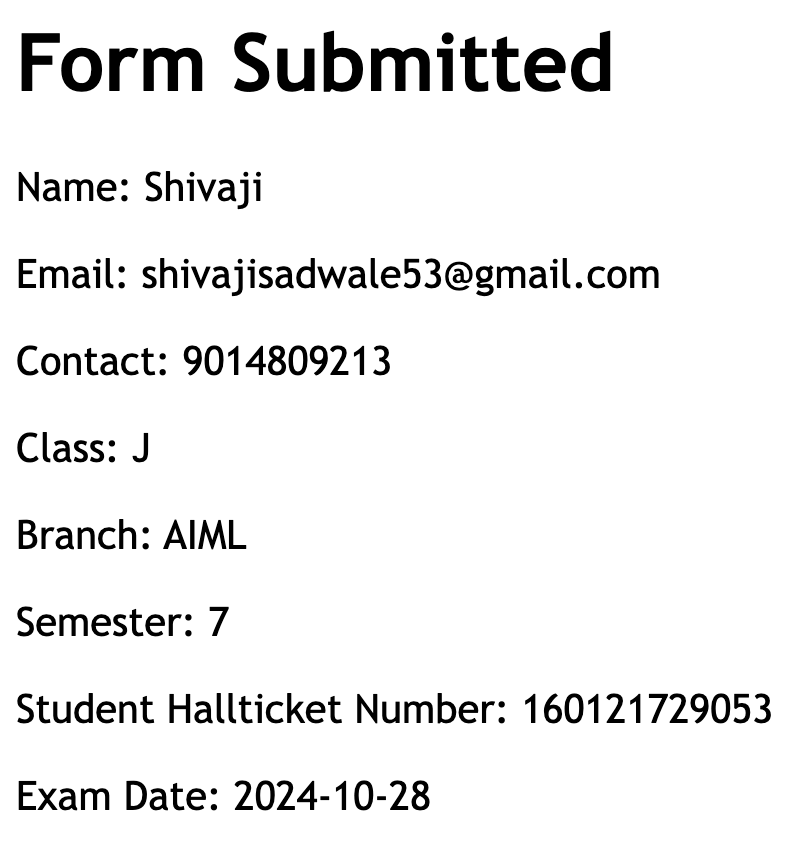 Form Submitted
Name: Shivaji
Email: shivajisadwale53@gmail.com
Contact: 9014809213
Class: J
Branch: AIML
Semester: 7
Student Hallticket Number: 160121729053
Exam Date: 2024-10-28